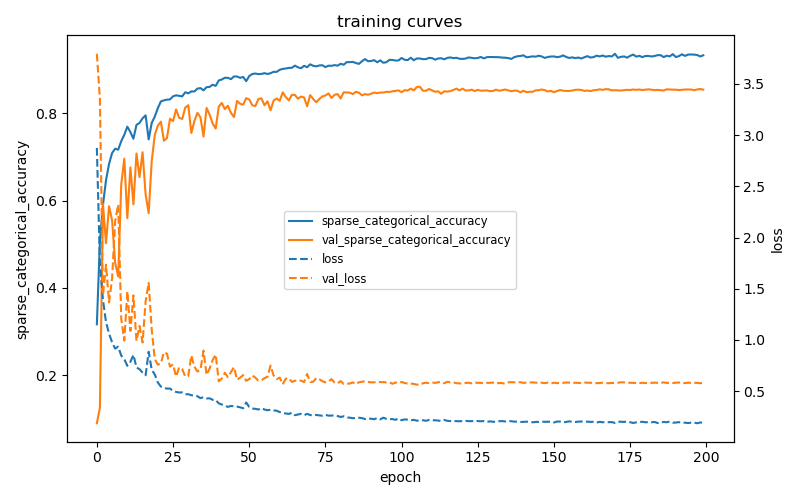 training curves
sparse_categorical_accuracy
0.8
0.6
0.4
0.2
sparse_categorical_accuracy
val_sparse_categorical_accuracy
loss
val_loss
3.5
3.0
2.5
2.0
1.5
1.0
0.5
loss
0 25 50 75 100 125 150 175 200
epoch